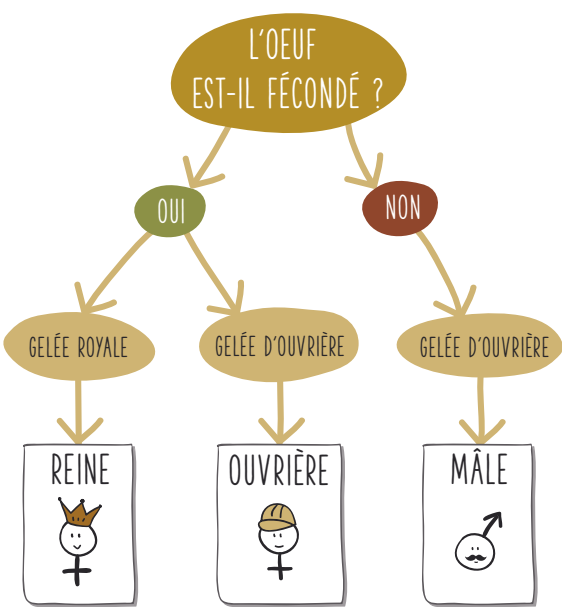 L'OEUF
EST-IL FÉCONDÉ ?
OUI
NON
GELÉE ROYALE
GELÉE D'OUVRIÈRE
GELÉE D'OUVRIÈRE
REINE
OUVRIÈRE
MÂLE